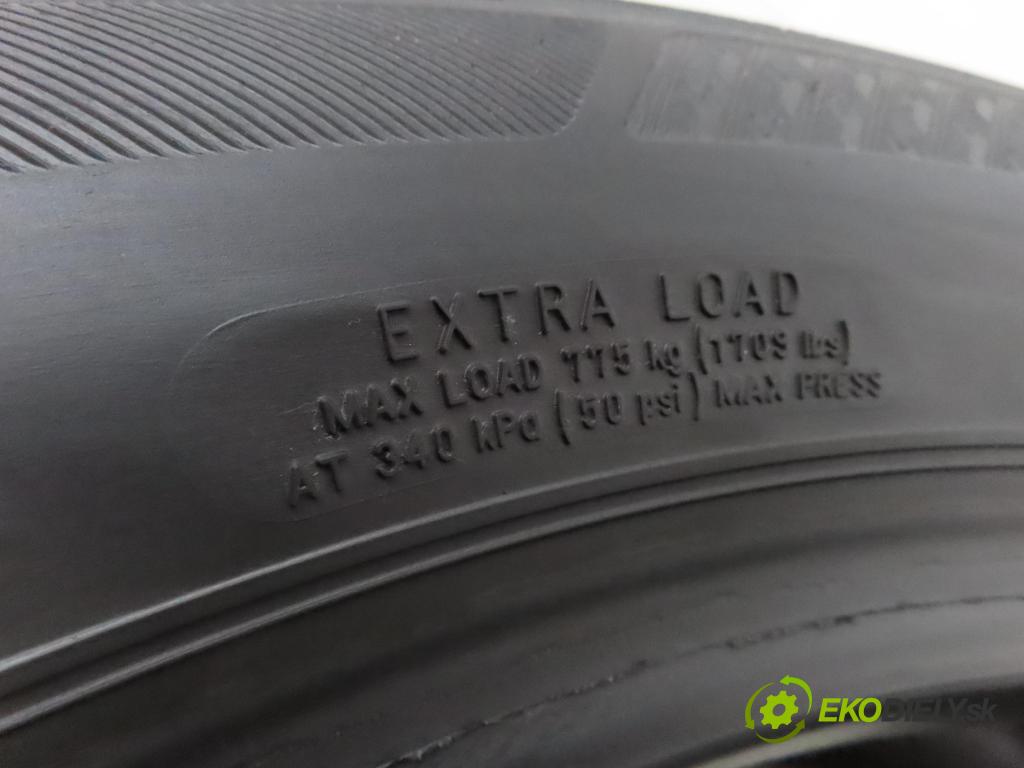 EXTRA LOAD
MAX LOAD 775 kg (1709 lbs)
AT 340 kPa (50 psi) MAX PRESS
EKODIELY.sk